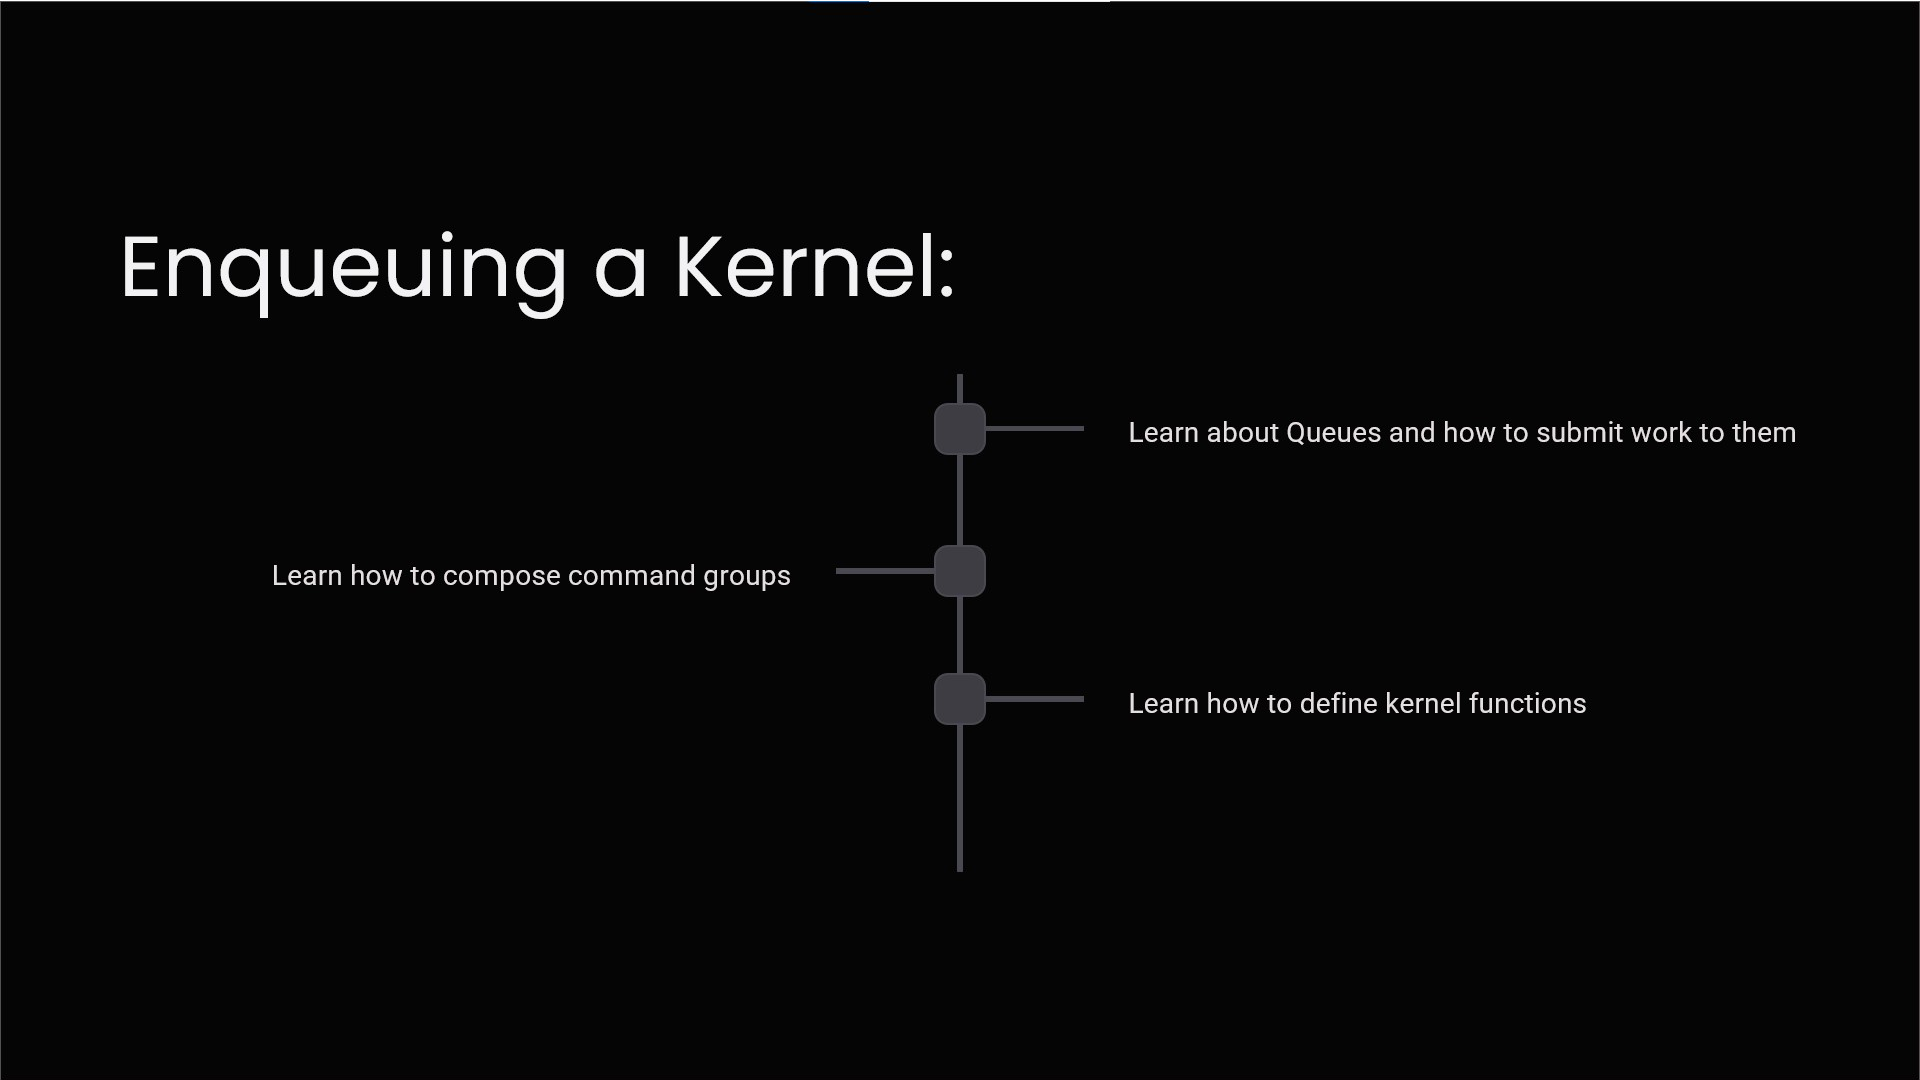 Enqueuing a Kernel:
Learn about Queues and how to submit work to them
Learn how to compose command groups
Learn how to define kernel functions